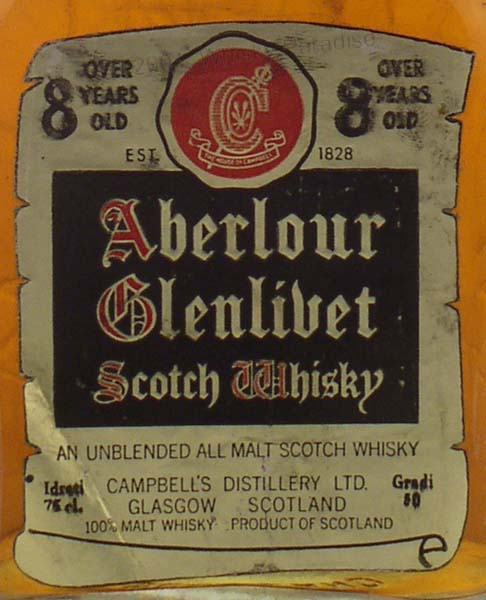 OVER
8 YEARS
OLD
OVER
8 YEARS
OLD
C
THE HOUSE OF CAMPBELL
EST. 1828
Aberlour
Glenlivet
Scotch Whisky
AN UNBLENDED ALL MALT SCOTCH WHISKY
CAMPBELL'S DISTILLERY LTD.
GLASGOW SCOTLAND
100% MALT WHISKY PRODUCT OF SCOTLAND
Idrati
75 cl.
Gradi
50
e